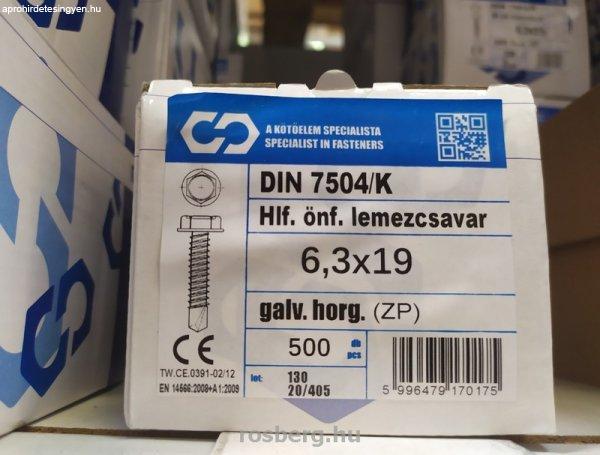 aprohirdetesingyen.hu
A KÖTŐELEM SPECIALISTA
SPECIALIST IN FASTENERS
DIN 7504/K
Hlf. önf. lemezcsavar
6,3x19
galv. horg. (ZP)
500 db
pcs
TW.CE.0391-02/12
EN 14566:2008+A1:2009
lot: 130
20/405
5 996479 170175
rosberg.hu